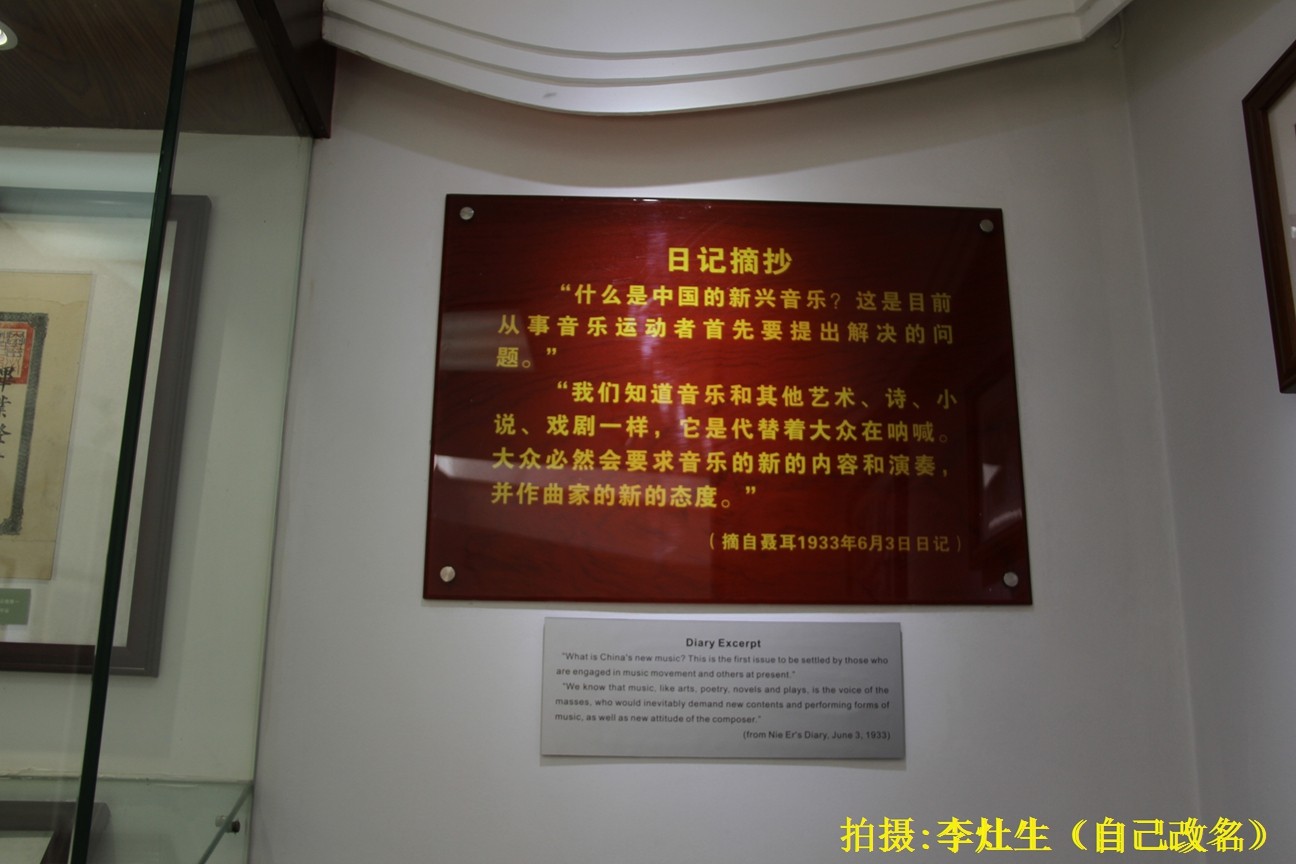 日记摘抄
“什么是中国的新兴音乐？这是目前
从事音乐运动者首先要提出解决的问
题。”
“我们知道音乐和其他艺术、诗、小
说、戏剧一样，它是代替着大众在呐喊。
大众必然会要求音乐的新的内容和演奏，
并作曲家的新的态度。”
（摘自聂耳1933年6月3日日记）
Diary Excerpt
"What is China's new music? This is the first issue to be settled by those who
are engaged in music movement and others at present."
"We know that music, like arts, poetry, novels and plays, is the voice of the
masses, who would inevitably demand new contents and performing forms of
music, as well as new attitude of the composer."
(from Nie Er's Diary, June 3, 1933)
拍摄:李灶生（自己改名）